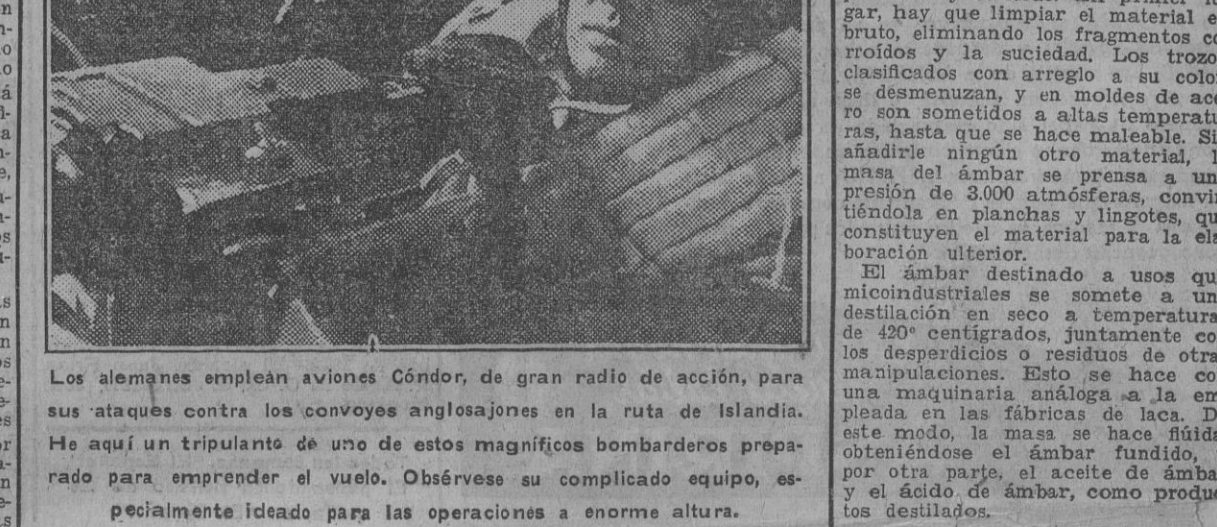 Los alemanes emplean aviones Cóndor, de gran radio de acción, para
sus ataques contra los convoyes anglosajones en la ruta de Islandia.
He aquí un tripulante de uno de estos magníficos bombarderos prepa-
rado para emprender el vuelo. Obsérvese su complicado equipo, es-
pecialmente ideado para las operaciones a enorme altura.
gar, hay que limpiar el material e
bruto, eliminando los fragmentos co
rroídos y la suciedad. Los trozo
clasificados con arreglo a su colo
se desmenuzan, y en moldes de ace
ro son sometidos a altas temperatu
ras, hasta que se hace maleable. Si
añadirle ningún otro material, l
masa del ámbar se prensa a un
presión de 3.000 atmósferas, convir
tiéndola en planchas y lingotes, qu
constituyen el material para la ela
boración ulterior.
El ámbar destinado a usos quí
micoindustriales se somete a un
destilación en seco a temperatura
de 420° centígrados, juntamente co
los desperdicios o residuos de otra
manipulaciones. Esto se hace co
una maquinaria análoga a la em
pleada en las fábricas de laca. D
este modo, la masa se hace flúida
obteniéndose el ámbar fundido,
por otra parte, el aceite de ámba
y el ácido de ámbar, como produc
tos destilados.